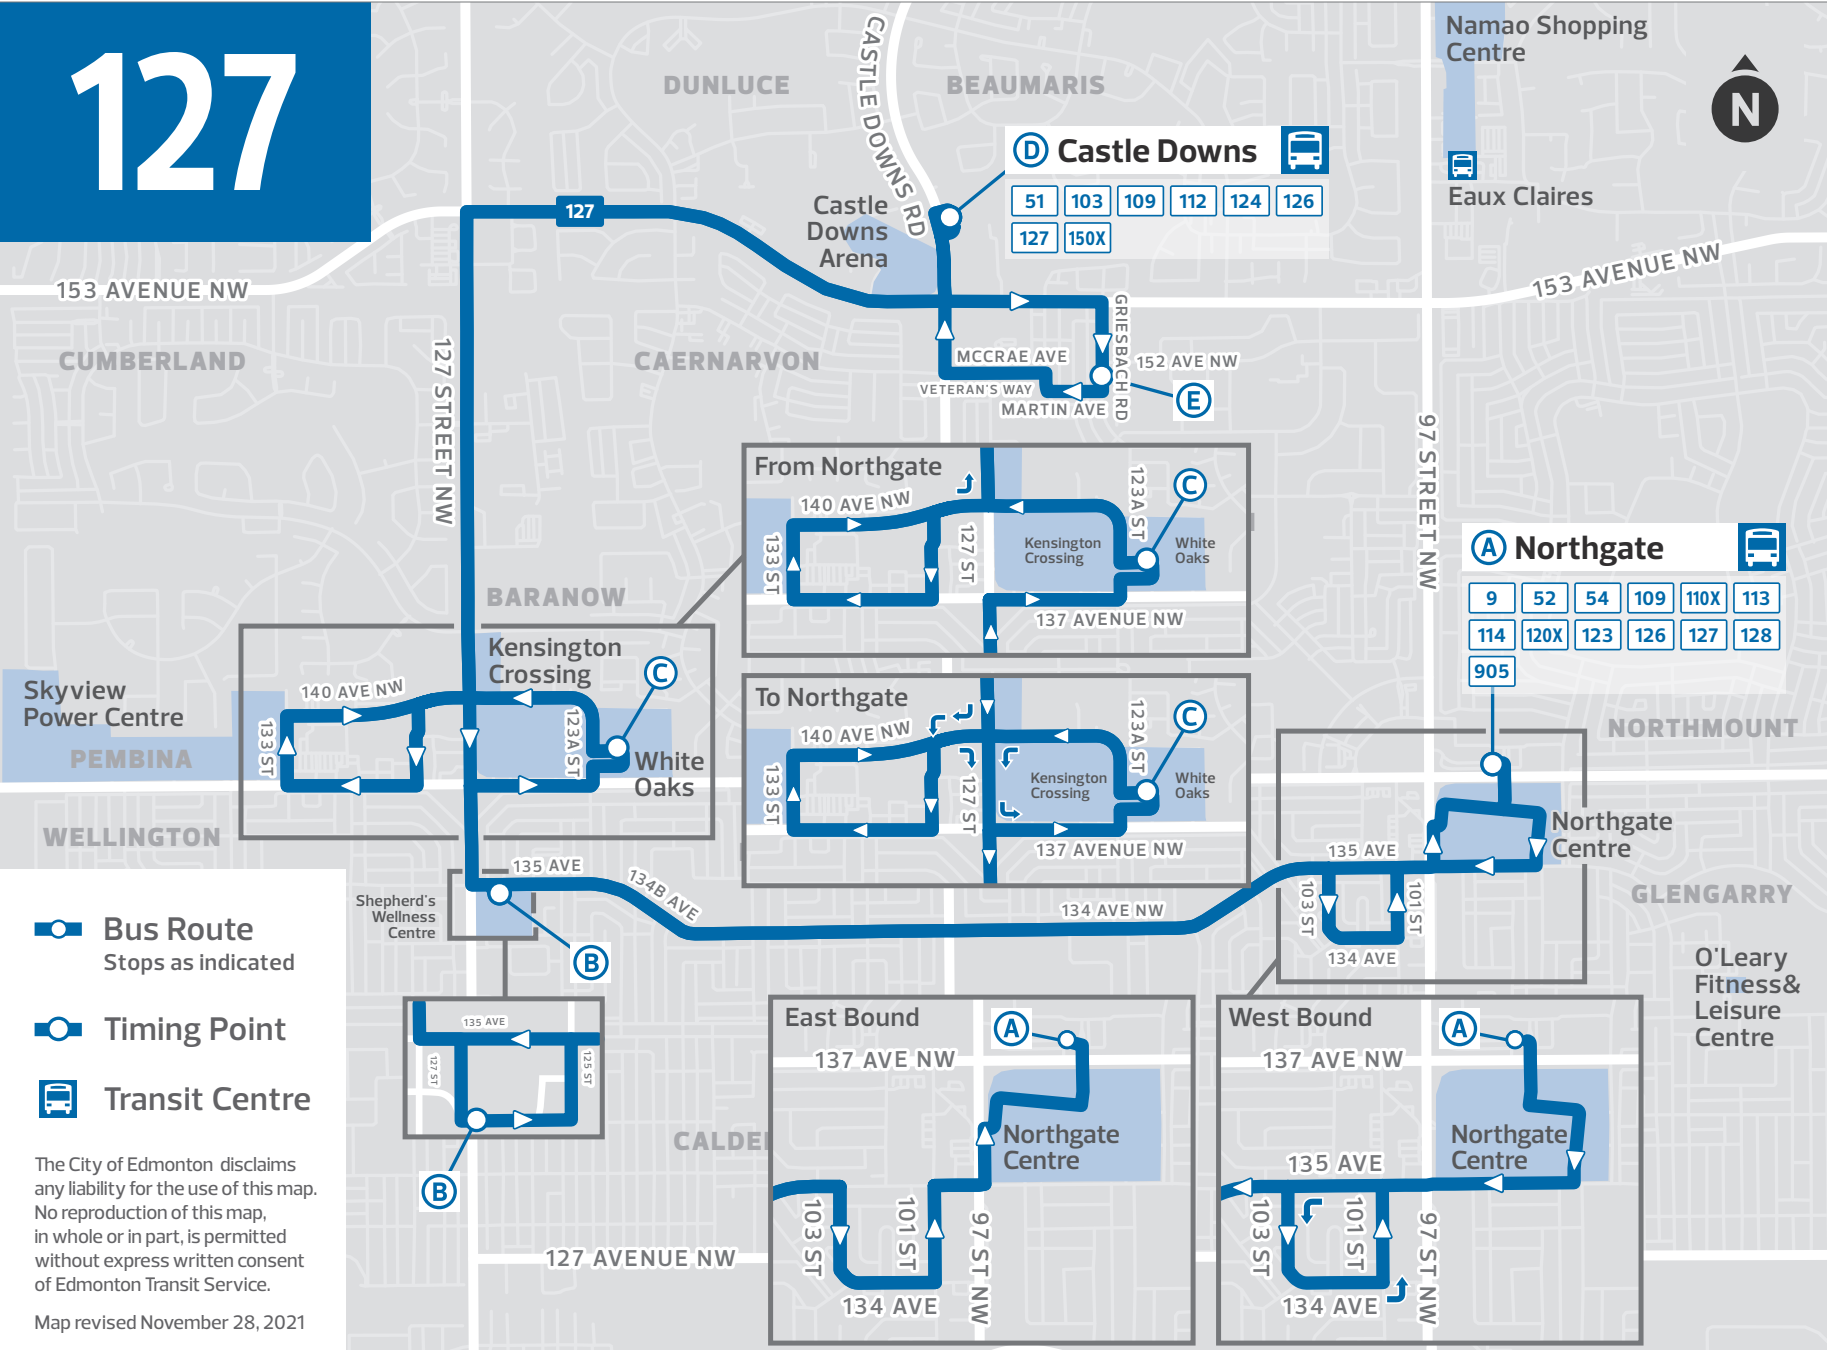 127
DUNLUCE
BEAUMARIS
CASTLE DOWNS RD
Namao Shopping
Centre
N
Eaux Claires
D Castle Downs
51 103 109 112 124 126
127 150X
Castle
Downs
Arena
127
153 AVENUE NW
153 AVENUE NW
CUMBERLAND
127 STREET NW
CAERNARVON
GRIESBACH RD
MCCRAE AVE
152 AVE NW
VETERAN'S WAY
MARTIN AVE
E
97 STREET NW
From Northgate
140 AVE NW
133 ST
127 ST
123A ST
C
Kensington
Crossing
White
Oaks
137 AVENUE NW
A Northgate
9 52 54 109 110X 113
114 120X 123 126 127 128
905
BARANOW
Kensington
Crossing
C
140 AVE NW
133 ST
123A ST
White
Oaks
Skyview
Power Centre
PEMBINA
WELLINGTON
To Northgate
140 AVE NW
133 ST
127 ST
123A ST
C
Kensington
Crossing
White
Oaks
137 AVENUE NW
NORTHMOUNT
Northgate
Centre
135 AVE
103 ST
101 ST
134 AVE
GLENGARRY
O'Leary
Fitness&
Leisure
Centre
135 AVE
134B AVE
134 AVE NW
Shepherd's
Wellness
Centre
B
135 AVE
127 ST
125 ST
B
CALDE
127 AVENUE NW
East Bound
A
137 AVE NW
Northgate
Centre
103 ST
101 ST
97 ST NW
134 AVE
West Bound
A
137 AVE NW
Northgate
Centre
135 AVE
103 ST
101 ST
97 ST NW
134 AVE
Bus Route
Stops as indicated
Timing Point
Transit Centre
The City of Edmonton disclaims
any liability for the use of this map.
No reproduction of this map,
in whole or in part, is permitted
without express written consent
of Edmonton Transit Service.
Map revised November 28, 2021